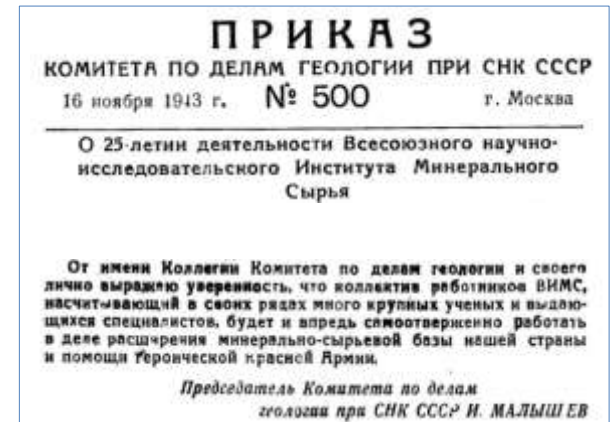 ПРИКАЗ
КОМИТЕТА ПО ДЕЛАМ ГЕОЛОГИИ ПРИ СНК СССР
16 ноября 1943 г. № 500 г. Москва
О 25-летии деятельности Всесоюзного научно-
исследовательского Института Минерального
Сырья
От имени Коллегии Комитета по делам геологии и своего
лично выражаю уверенность, что коллектив работников ВИМС,
насчитывающий в своих рядах много крупных ученых и выдаю-
щихся специалистов, будет и впредь самоотверженно работать
в деле расширения минерально-сырьевой базы нашей страны
и помощи героической красной Армии.
Председатель Комитета по делам
геологии при СНК СССР И. МАЛЫШЕВ